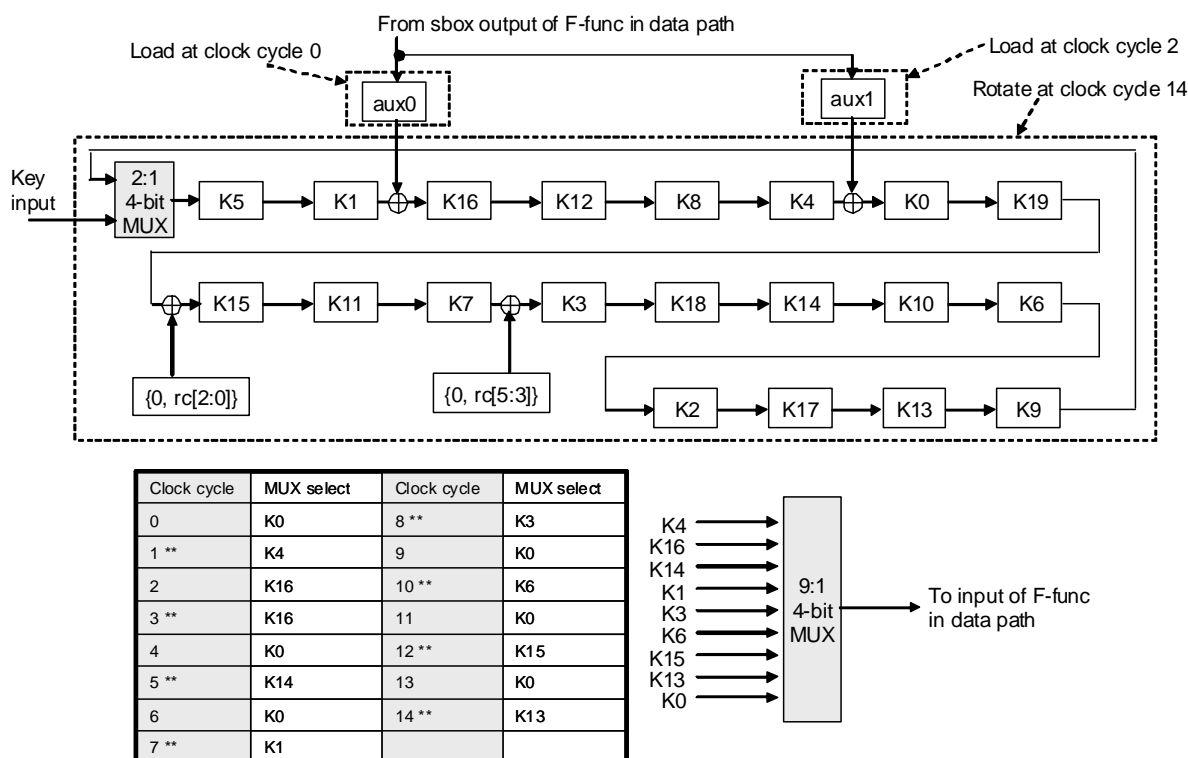 From sbox output of F-func in data path
Load at clock cycle 0
Load at clock cycle 2
Rotate at clock cycle 14
aux0
aux1
Key
input
2:1
4-bit
MUX
K5
K1
K16
K12
K8
K4
K0
K19
K15
K11
K7
K3
K18
K14
K10
K6
{0, rc[2:0]}
{0, rc[5:3]}
K2
K17
K13
K9
Clock cycle MUX select Clock cycle MUX select
0 K0 8 ** K3
1 ** K4 9 K0
2 K16 10 ** K6
3 ** K16 11 K0
4 K0 12 ** K15
5 ** K14 13 K0
6 K0 14 ** K13
7 ** K1
K4
K16
K14
K1
K3
K6
K15
K13
K0
9:1
4-bit
MUX
To input of F-func
in data path